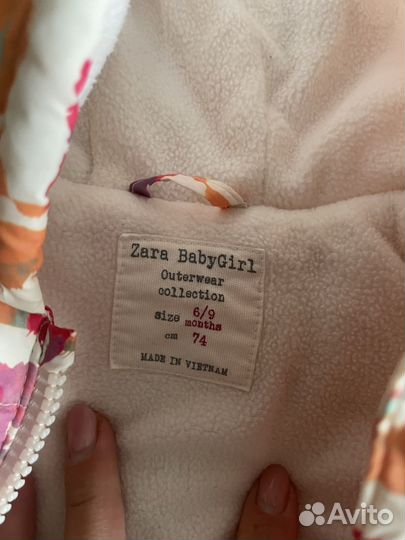 Zara BabyGirl
Outerwear
collection
size 6/9 months
cm 74
MADE IN VIETNAM
Avito